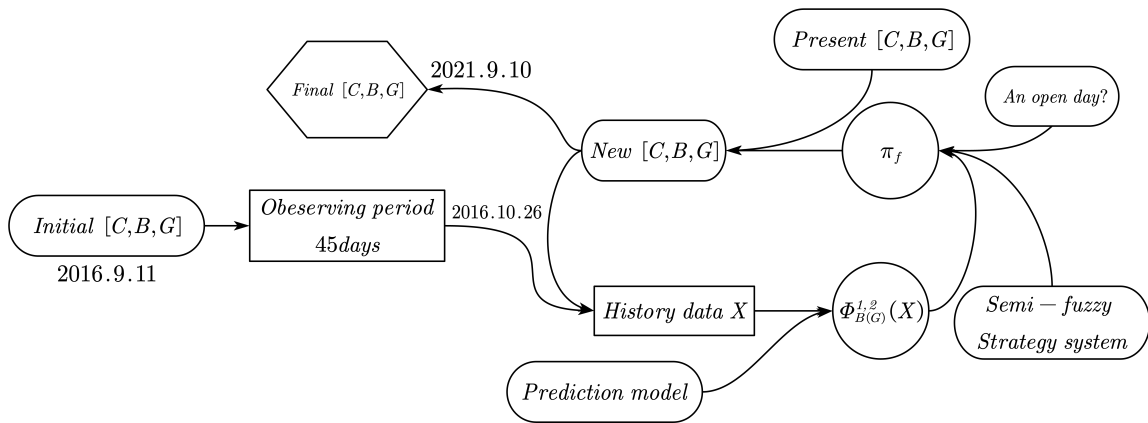 Present [C,B,G]
2021.9.10
Final [C,B,G]
An open day?
New [C,B,G]
π_f
Initial [C,B,G]
2016.9.11
Obeserving period
45days
2016.10.26
History data X
Φ^{1,2}_{B(G)}(X)
Semi−fuzzy
Strategy system
Prediction model